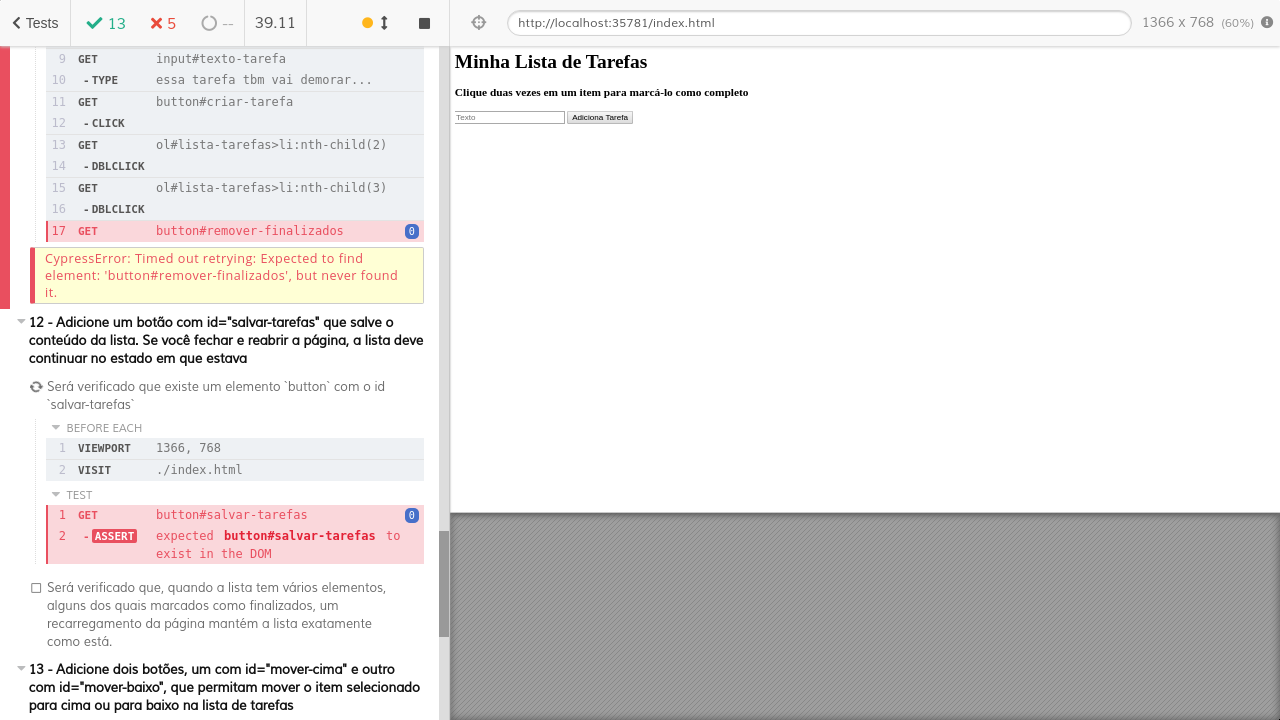 Tests 13 5 -- 39.11
http://localhost:35781/index.html 1366 x 768 (60%)
9 GET input#texto-tarefa
10 -TYPE essa tarefa tbm vai demorar...
11 GET button#criar-tarefa
12 -CLICK
13 GET ol#lista-tarefas>li:nth-child(2)
14 -DBLCLICK
15 GET ol#lista-tarefas>li:nth-child(3)
16 -DBLCLICK
17 GET button#remover-finalizados 0
CypressError: Timed out retrying: Expected to find
element: 'button#remover-finalizados', but never found
it.
12 - Adicione um botão com id="salvar-tarefas" que salve o
conteúdo da lista. Se você fechar e reabrir a página, a lista deve
continuar no estado em que estava
Será verificado que existe um elemento `button` com o id
`salvar-tarefas`
BEFORE EACH
1 VIEWPORT 1366, 768
2 VISIT ./index.html
TEST
1 GET button#salvar-tarefas 0
2 -ASSERT expected button#salvar-tarefas to
exist in the DOM
Será verificado que, quando a lista tem vários elementos,
alguns dos quais marcados como finalizados, um
recarregamento da página mantém a lista exatamente
como está.
13 - Adicione dois botões, um com id="mover-cima" e outro
com id="mover-baixo", que permitam mover o item selecionado
para cima ou para baixo na lista de tarefas
Minha Lista de Tarefas
Clique duas vezes em um item para marcá-lo como completo
Texto Adiciona Tarefa